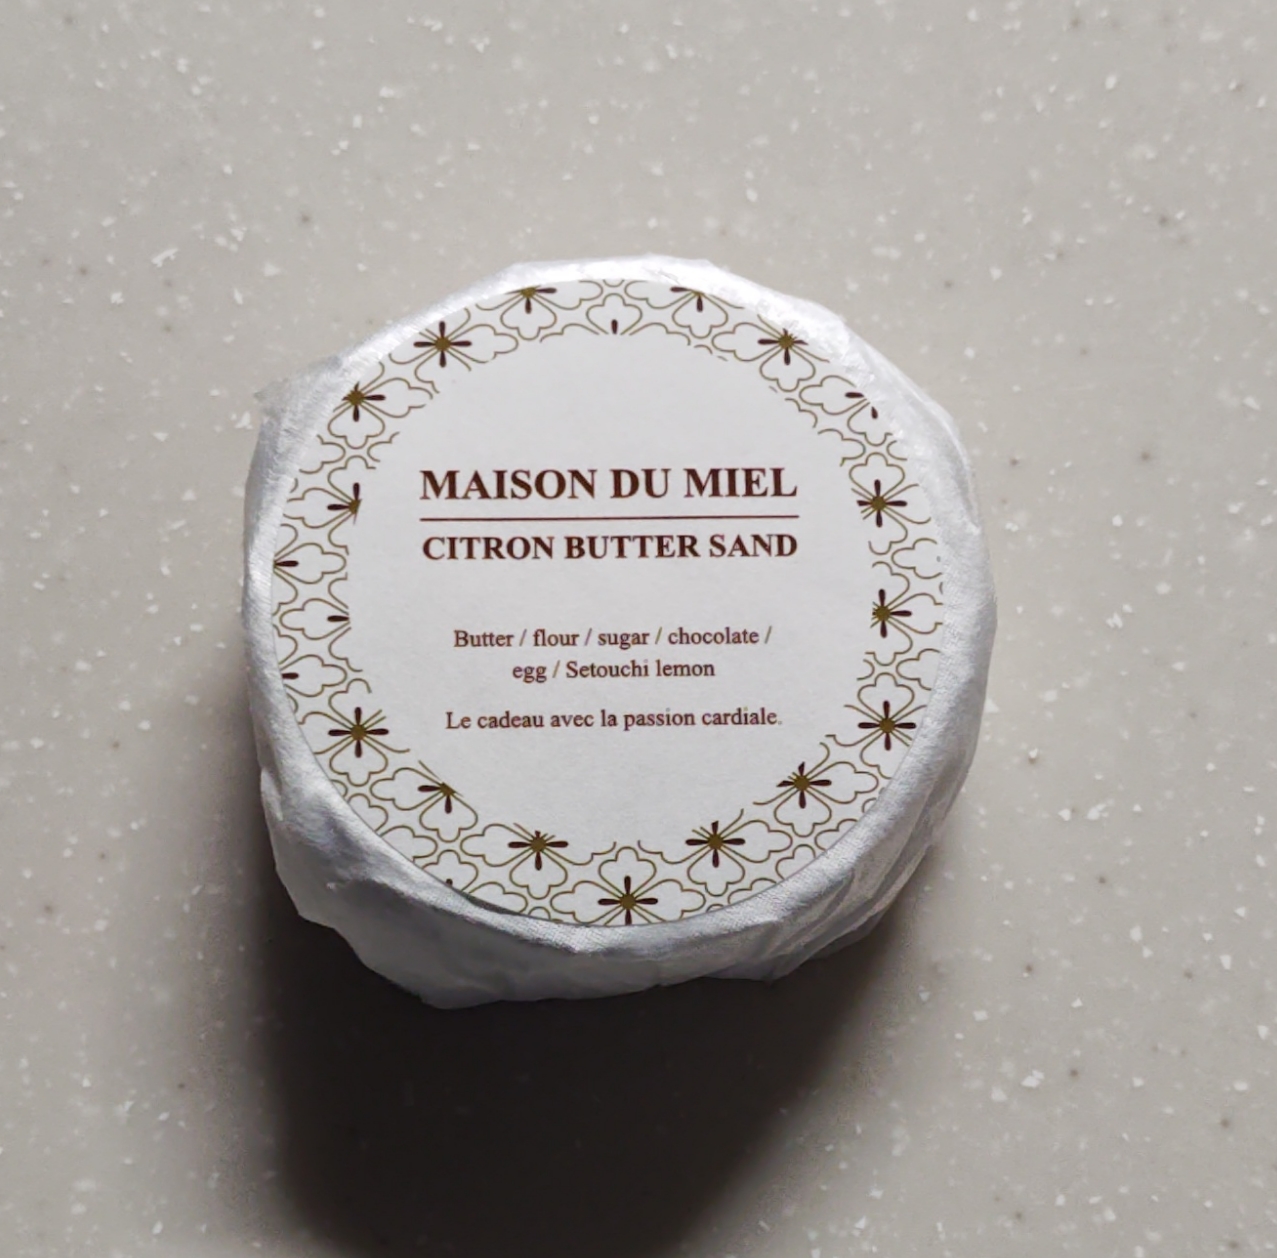 MAISON DU MIEL
CITRON BUTTER SAND
Butter / flour / sugar / chocolate /
egg / Setouchi lemon
Le cadeau avec la passion cardiale.